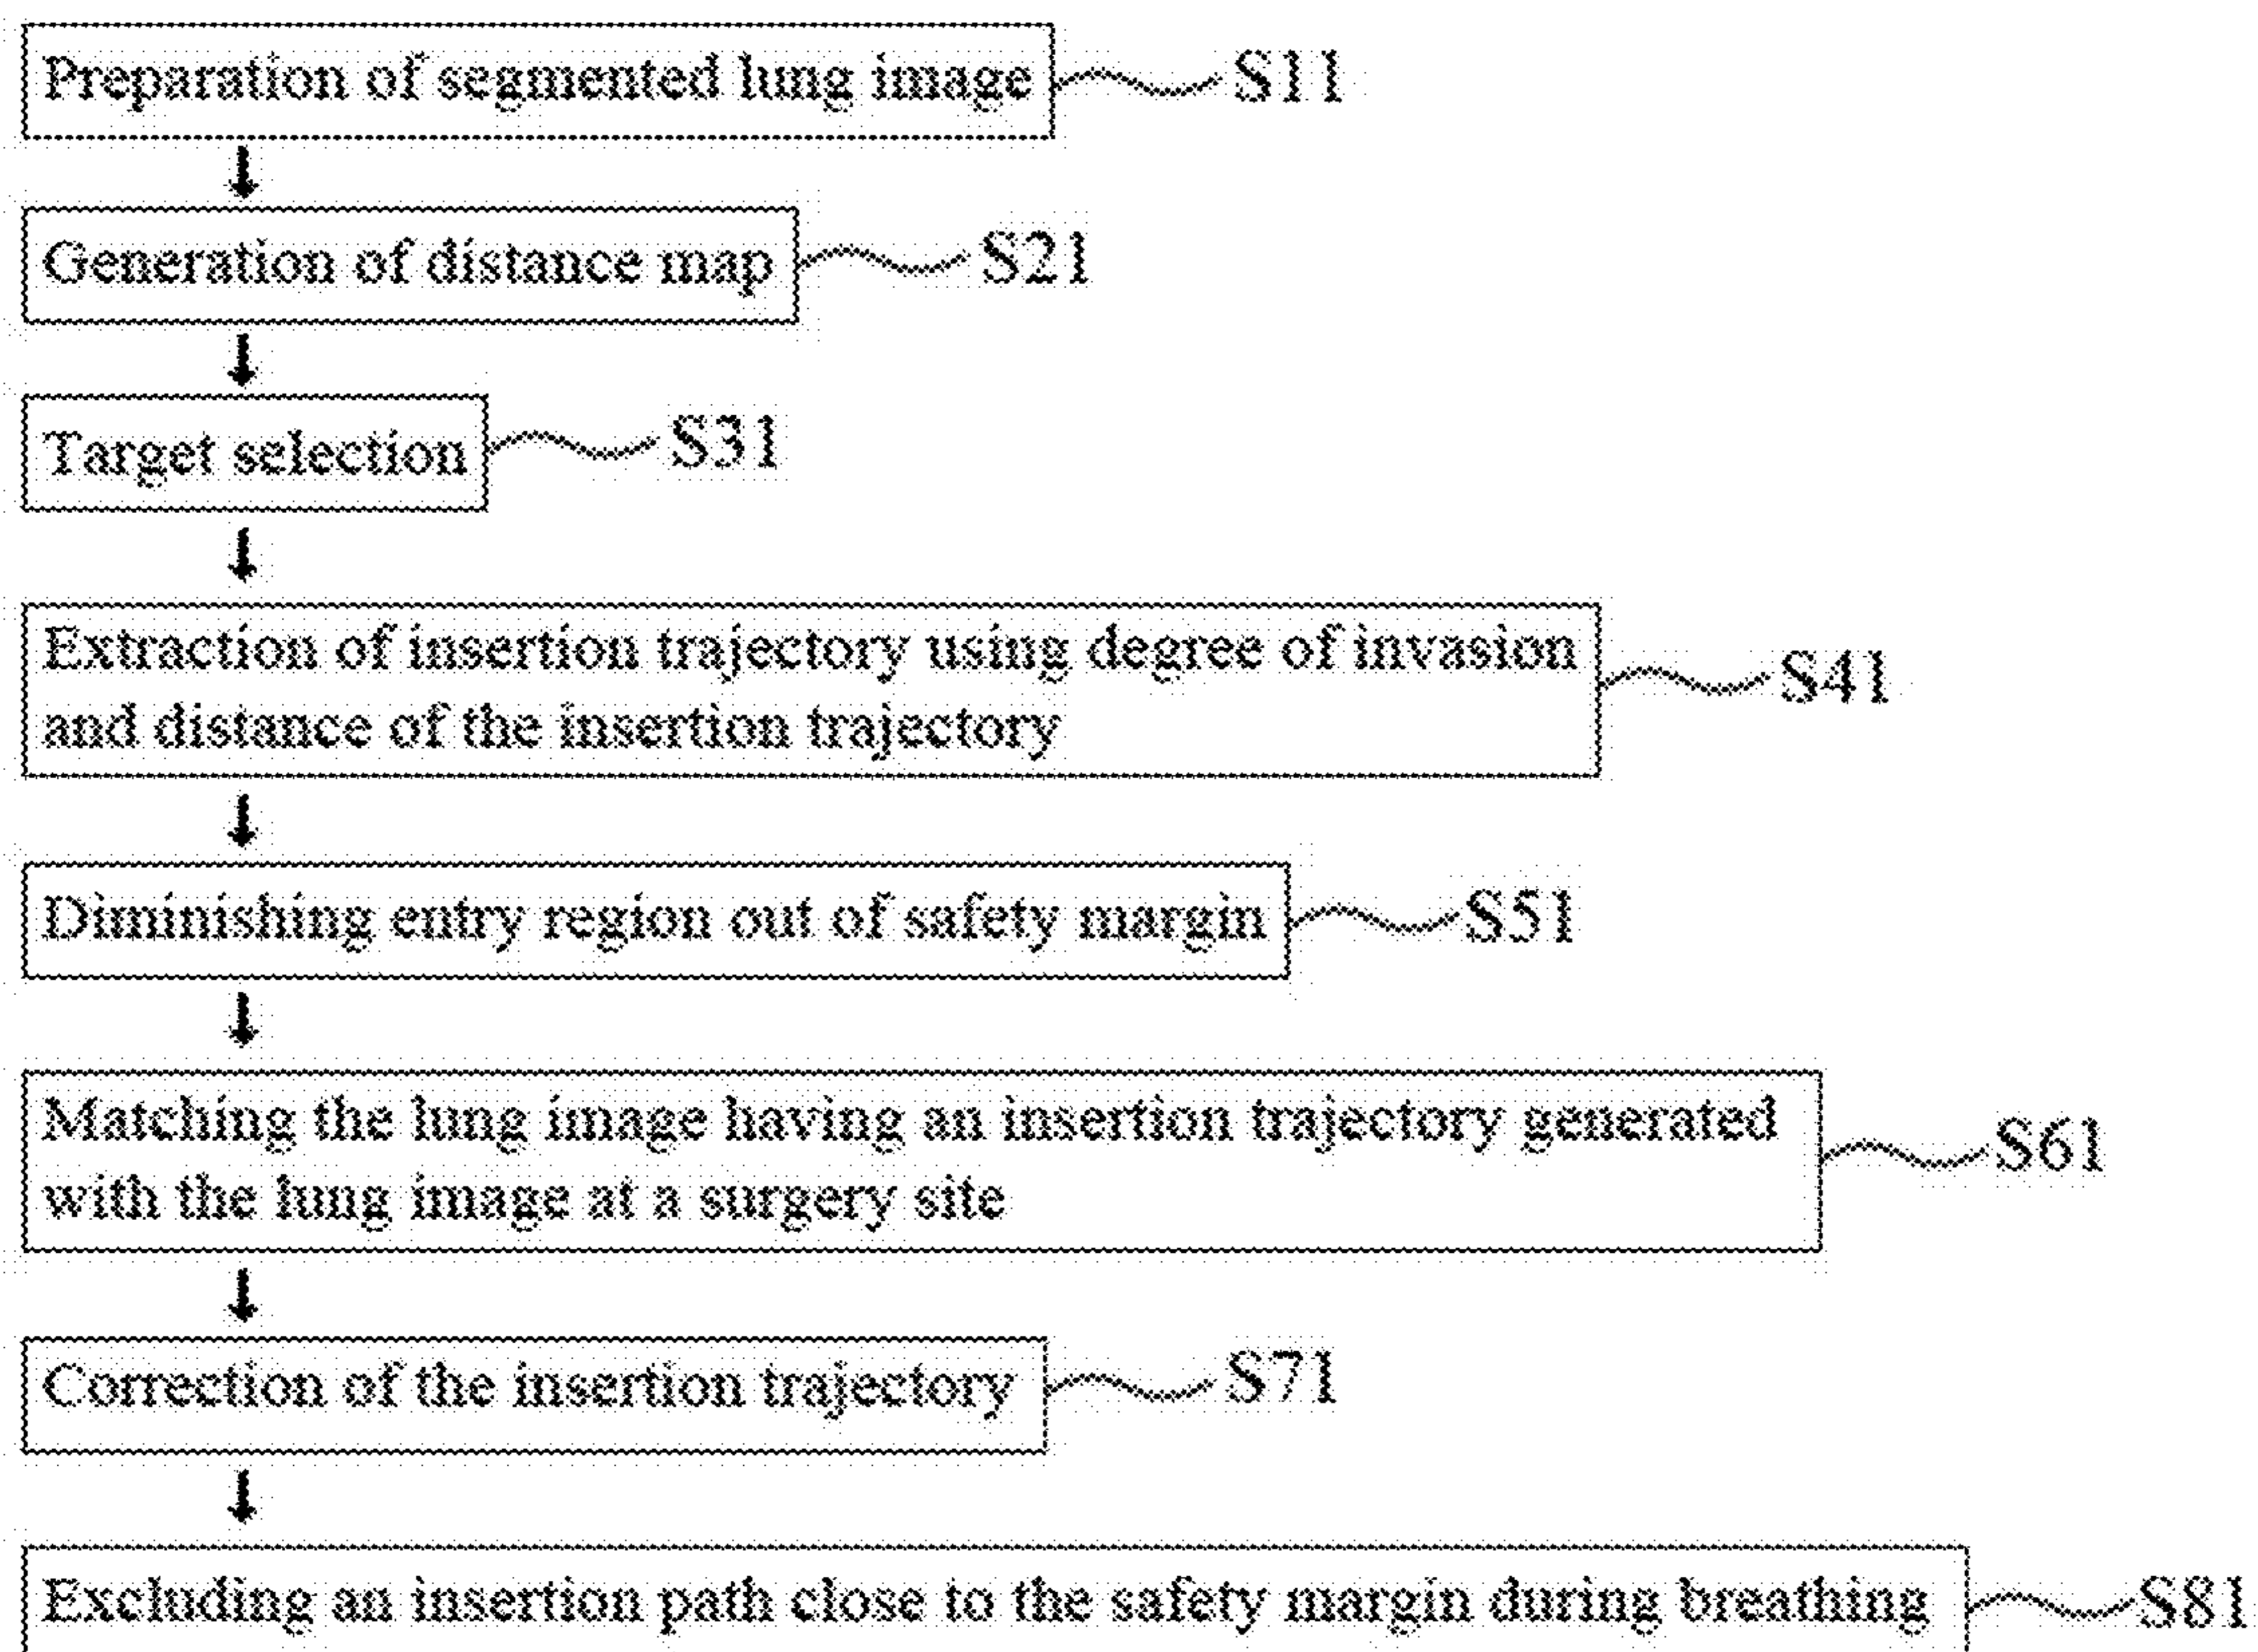 Preparation of segmented lung image S11
Generation of distance map S21
Target selection S31
Extraction of insertion trajectory using degree of invasion
and distance of the insertion trajectory S41
Diminishing entry region out of safety margin S51
Matching the lung image having an insertion trajectory generated
with the lung image at a surgery site S61
Correction of the insertion trajectory S71
Excluding an insertion path close to the safety margin during breathing S81